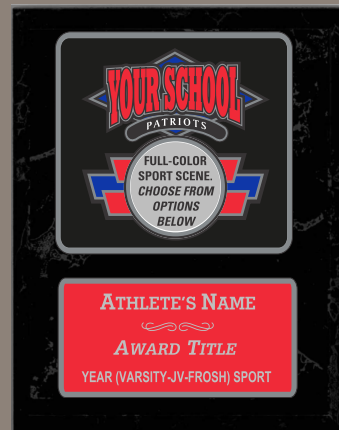 YOUR SCHOOL
PATRIOTS
FULL-COLOR
SPORT SCENE.
CHOOSE FROM
OPTIONS
BELOW
ATHLETE'S NAME
AWARD TITLE
YEAR (VARSITY-JV-FROSH) SPORT